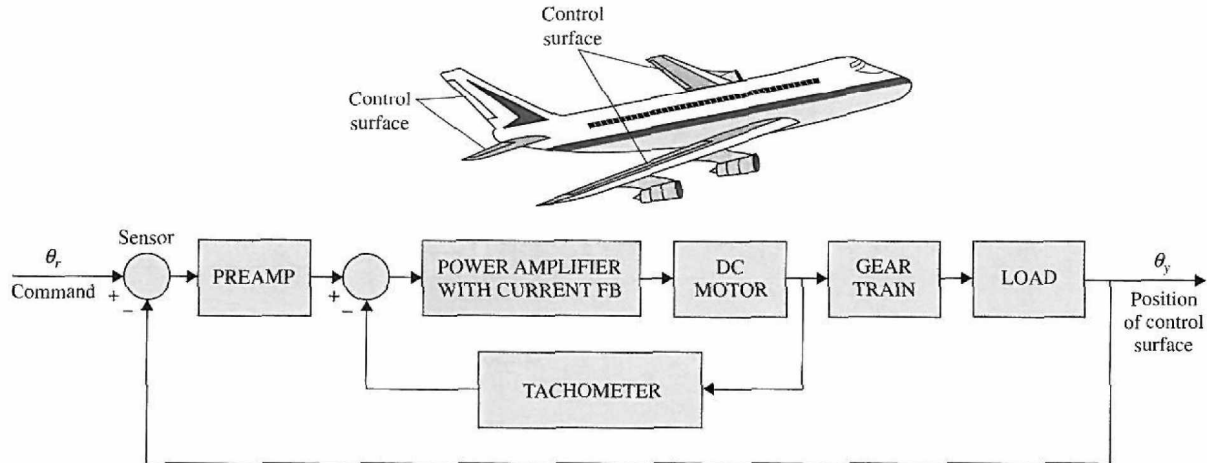 Control
surface
Control
surface
Sensor
θr
Command
+
−
PREAMP
+
−
POWER AMPLIFIER
WITH CURRENT FB
DC
MOTOR
GEAR
TRAIN
LOAD
θy
Position
of control
surface
TACHOMETER